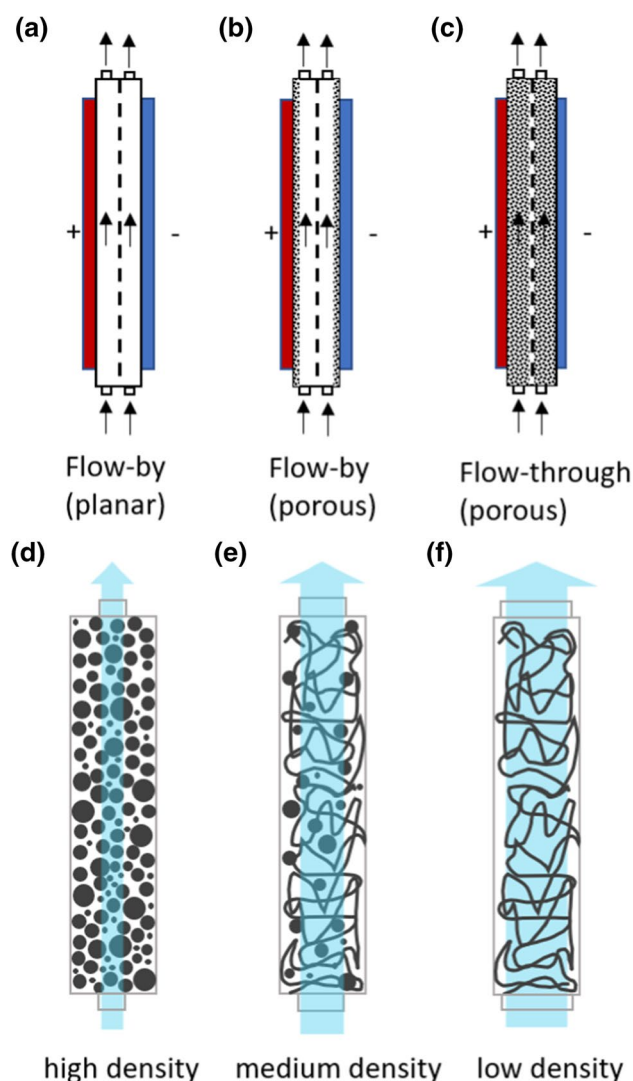 (a) (b) (c)
+ - + - + -
Flow-by Flow-by Flow-through
(planar) (porous) (porous)
(d) (e) (f)
high density medium density low density